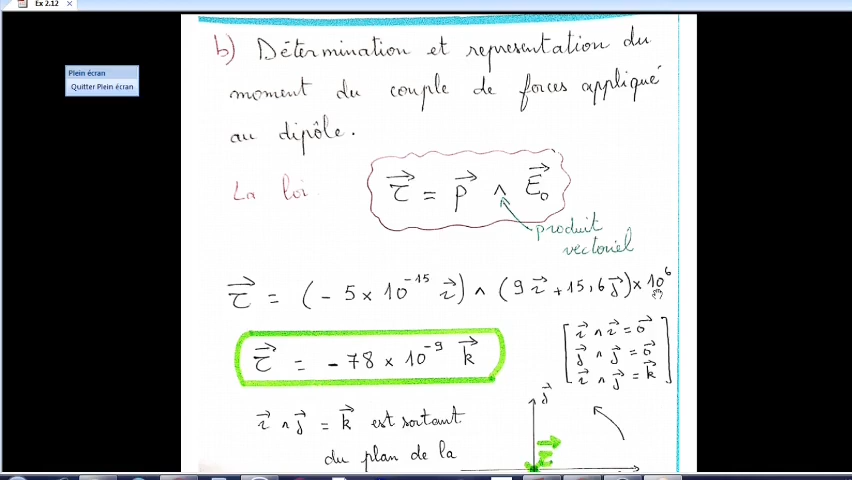 Ex 2.12
b) Détermination et representation du
Plein écran
Quitter Plein écran
moment du couple de forces appliqué
au dipôle.
La loi
τ⃗ = p⃗ ∧ E⃗₀
produit
vectoriel
τ⃗ = (- 5 × 10⁻¹⁵ i⃗) ∧ (9 i⃗ + 15,6 j⃗) × 10⁶
τ⃗ = - 78 × 10⁻⁹ k⃗
i⃗ ∧ i⃗ = 0⃗
j⃗ ∧ j⃗ = 0⃗
i⃗ ∧ j⃗ = k⃗
j⃗
i⃗ ∧ j⃗ = k⃗ est sortant
du plan de la
τ⃗